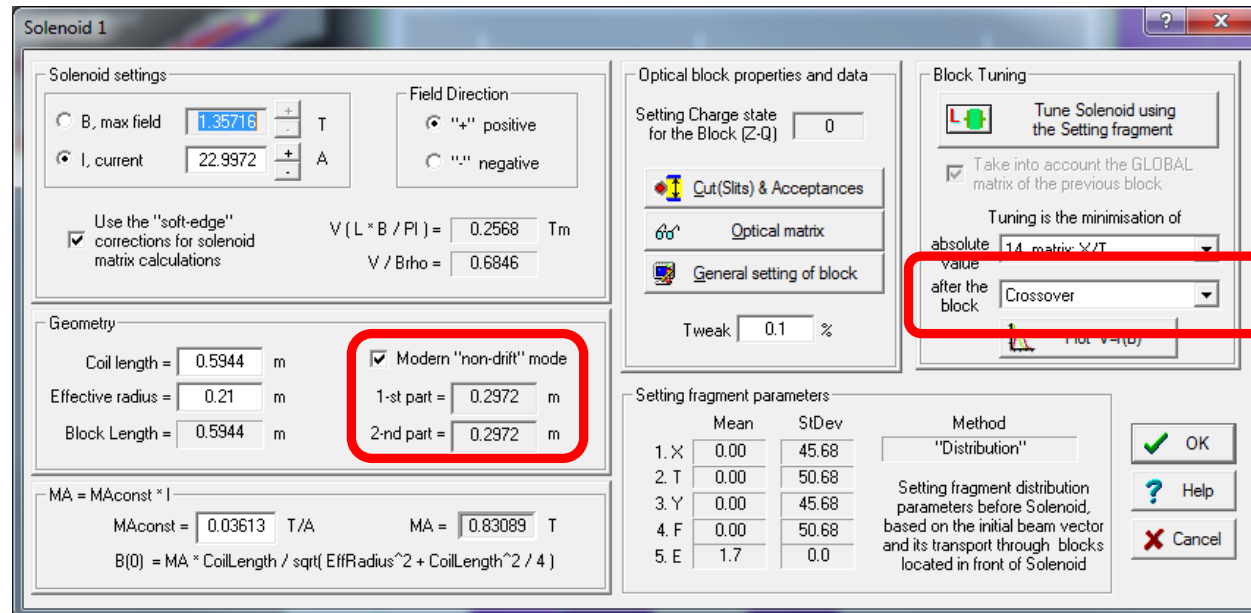 Solenoid 1
Solenoid settings
B, max field 1.35716 T
I, current 22.9972 A
Field Direction
"+" positive
"-" negative
Use the "soft-edge"
corrections for solenoid
matrix calculations
V ( L * B / PI ) = 0.2568 Tm
V / Brho = 0.6846
Geometry
Coil length = 0.5944 m
Effective radius = 0.21 m
Block Length = 0.5944 m
Modern "non-drift" mode
1-st part = 0.2972 m
2-nd part = 0.2972 m
MA = MAconst * I
MAconst = 0.03613 T/A MA = 0.83089 T
B(0) = MA * CoilLength / sqrt( EffRadius^2 + CoilLength^2 / 4 )
Optical block properties and data
Setting Charge state
for the Block (Z-Q) 0
Cut(Slits) & Acceptances
Optical matrix
General setting of block
Tweak 0.1 %
Block Tuning
Tune Solenoid using
the Setting fragment
Take into account the GLOBAL
matrix of the previous block
Tuning is the minimisation of
absolute
value 14. matrix: X/T
after the
block Crossover
Plot V=f(B)
Setting fragment parameters
Mean StDev
1. X 0.00 45.68
2. T 0.00 50.68
3. Y 0.00 45.68
4. F 0.00 50.68
5. E 1.7 0.0
Method
"Distribution"
Setting fragment distribution
parameters before Solenoid,
based on the initial beam vector
and its transport through blocks
located in front of Solenoid
OK
Help
Cancel